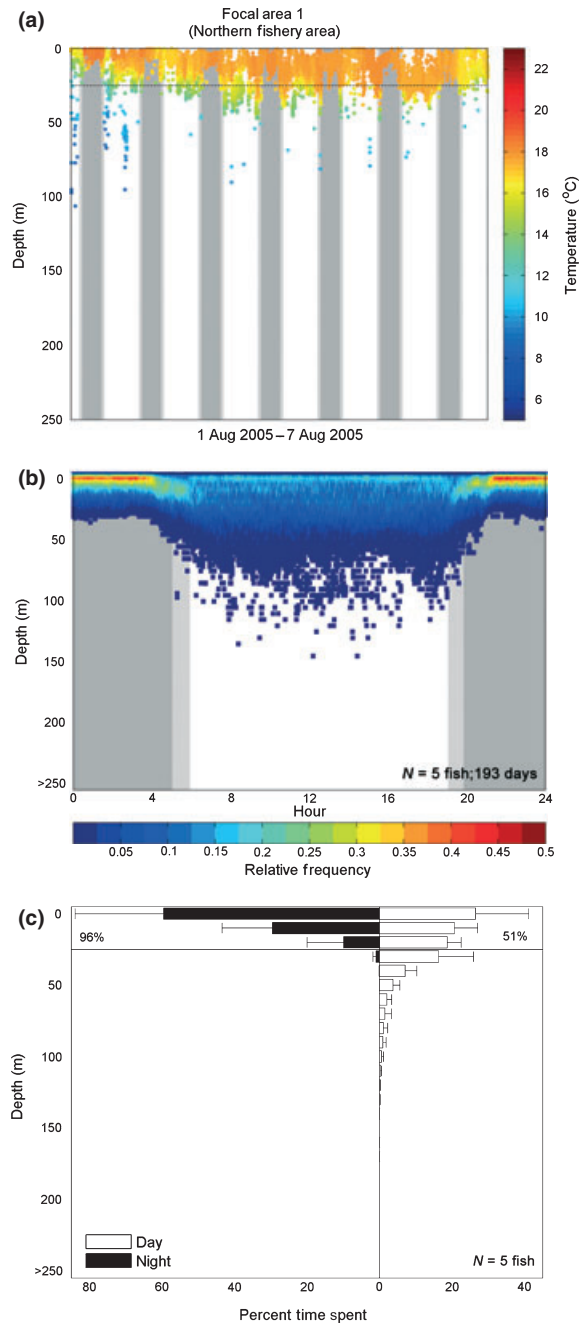 (a)
Focal area 1
(Northern fishery area)
0
50
100
150
200
250
Depth (m)
1 Aug 2005–7 Aug 2005
22
20
18
16
14
12
10
8
6
Temperature (°C)
(b)
0
50
100
150
200
>250
Depth (m)
N = 5 fish;193 days
0 4 8 12 16 20 24
Hour
0.05 0.1 0.15 0.2 0.25 0.3 0.35 0.4 0.45 0.5
Relative frequency
(c)
0
50
100
150
200
>250
Depth (m)
96%
51%
Day
Night
N = 5 fish
80 60 40 20 0 20 40
Percent time spent